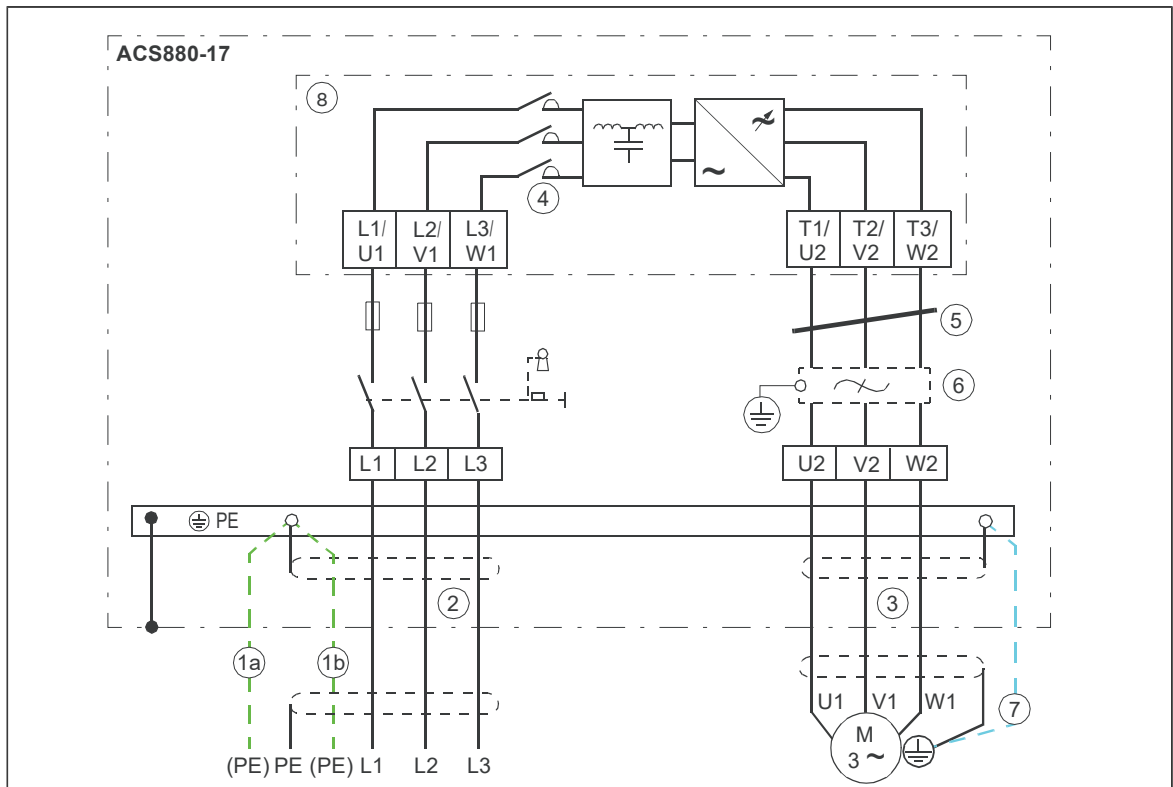 ACS880-17
8
4
L1/ L2/ L3/
U1 V1 W1
T1/ T2/ T3/
U2 V2 W2
5
6
L1 L2 L3
U2 V2 W2
PE
2
3
1a 1b
U1 V1 W1
7
M
3 ~
(PE) PE (PE) L1 L2 L3